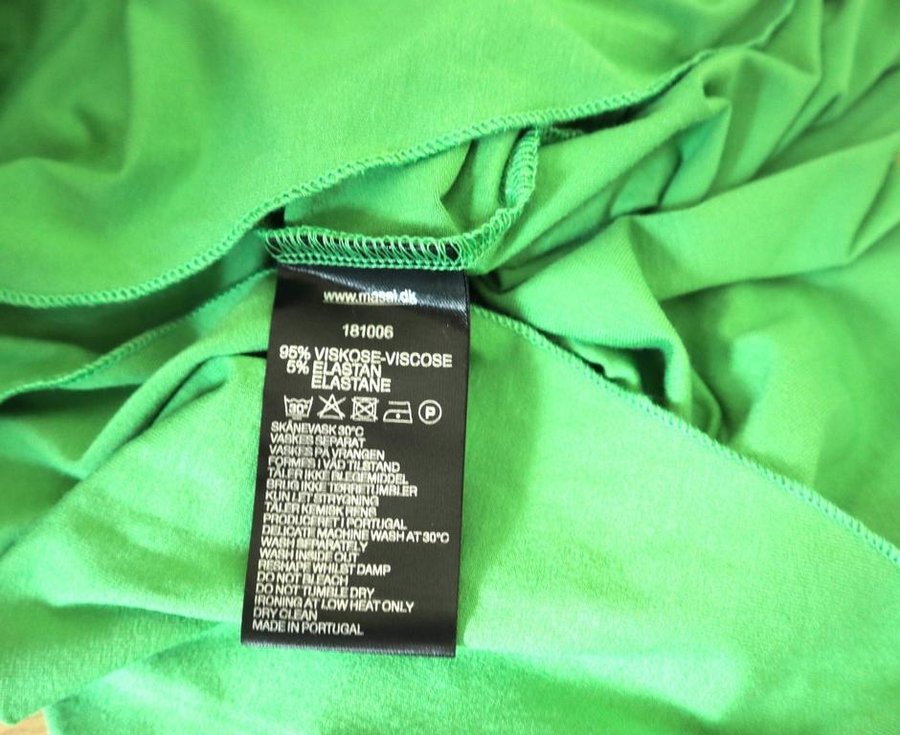 www.masai.dk
181006
95% VISKOSE-VISCOSE
5% ELASTAN
ELASTANE
30°
P
SKÅNEVASK 30°C
VASKES SEPARAT
VASKES PÅ VRANGEN
FORMES I VÅD TILSTAND
TÅLER IKKE BLEGEMIDDEL
BRUG IKKE TØRRETUMBLER
KUN LET STRYGNING
TÅLER KEMISK RENS
PRODUCERET I PORTUGAL
DELICATE MACHINE WASH AT 30°C
WASH SEPARATELY
WASH INSIDE OUT
RESHAPE WHILST DAMP
DO NOT BLEACH
DO NOT TUMBLE DRY
IRONING AT LOW HEAT ONLY
DRY CLEAN
MADE IN PORTUGAL